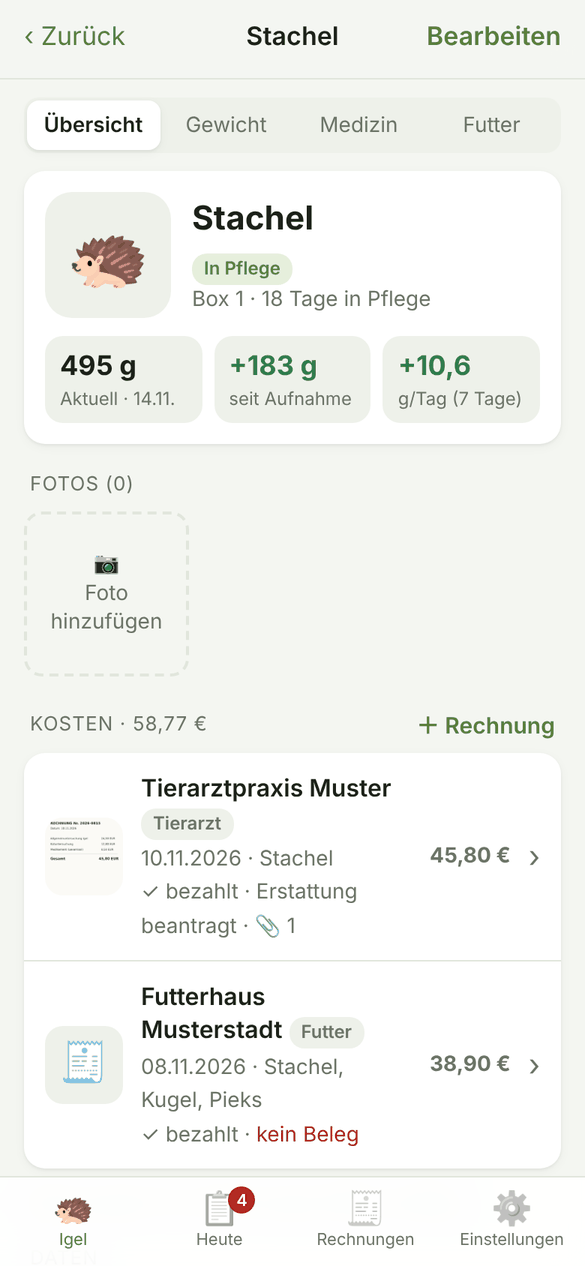 ‹ Zurück Stachel Bearbeiten
Übersicht Gewicht Medizin Futter
Stachel
In Pflege
Box 1 · 18 Tage in Pflege
495 g +183 g +10,6
Aktuell · 14.11. seit Aufnahme g/Tag (7 Tage)
FOTOS (0)
Foto
hinzufügen
KOSTEN · 58,77 € + Rechnung
Tierarztpraxis Muster
Tierarzt
10.11.2026 · Stachel 45,80 € ›
✓ bezahlt · Erstattung
beantragt · 📎 1
Futterhaus
Musterstadt Futter
08.11.2026 · Stachel, 38,90 € ›
Kugel, Pieks
✓ bezahlt · kein Beleg
4
Igel Heute Rechnungen Einstellungen
DATEN